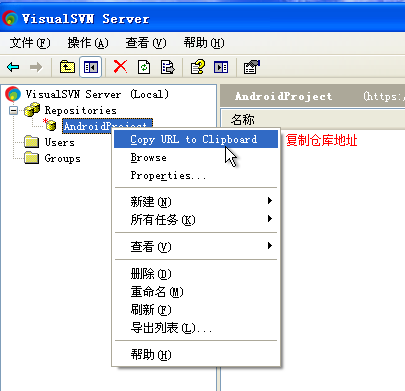 VisualSVN Server
文件(F) 操作(A) 查看(V) 帮助(H)
VisualSVN Server (Local)
Repositories
AndroidProject
Users
Groups
AndroidProject (https:
名称
复制仓库地址
Copy URL to Clipboard
Browse
Properties...
新建(N)
所有任务(K)
查看(V)
删除(D)
重命名(M)
刷新(F)
导出列表(L)...
帮助(H)